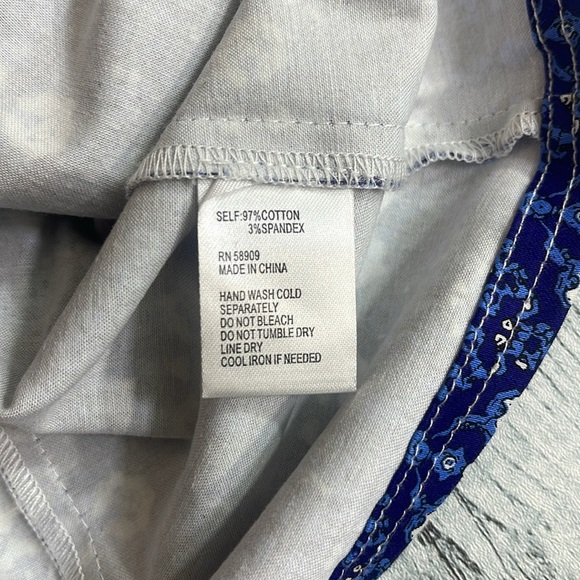 SELF:97%COTTON
3%SPANDEX
RN 58909
MADE IN CHINA
HAND WASH COLD
SEPARATELY
DO NOT BLEACH
DO NOT TUMBLE DRY
LINE DRY
COOL IRON IF NEEDED